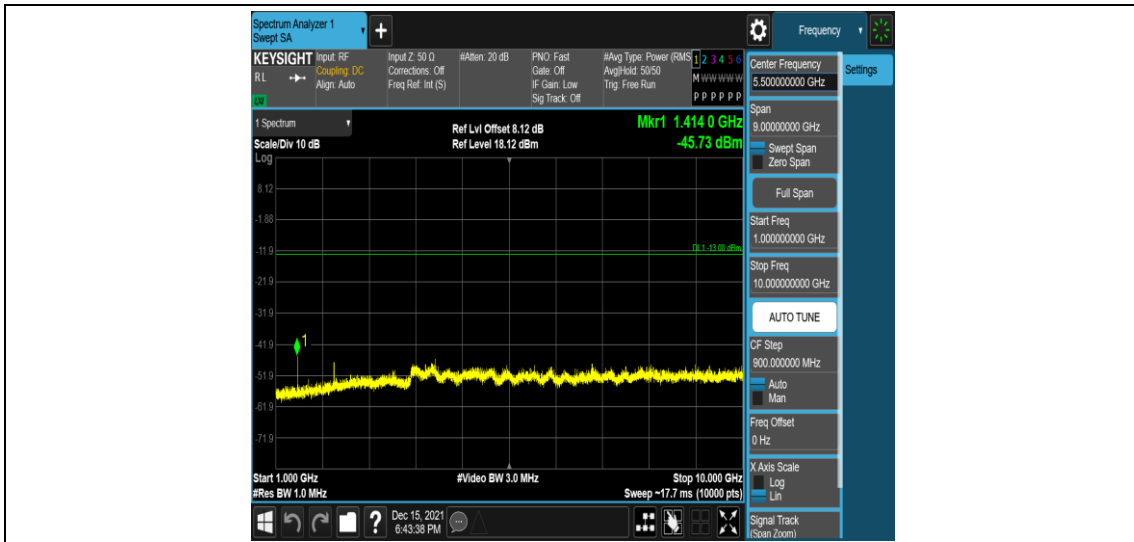 Spectrum Analyzer 1
Swept SA
+
Frequency
KEYSIGHT
RL
LXI
Input: RF
Coupling: DC
Align: Auto
Input Z: 50 Ω
Corrections: Off
Freq Ref: Int (S)
#Atten: 20 dB
PNO: Fast
Gate: Off
IF Gain: Low
Sig Track: Off
#Avg Type: Power (RMS
Avg|Hold: 50/50
Trig: Free Run
1 2 3 4 5 6
M W W W W W
P P P P P P
1 Spectrum
Scale/Div 10 dB
Ref Lvl Offset 8.12 dB
Ref Level 18.12 dBm
Mkr1 1.414 0 GHz
-45.73 dBm
Log
8.12
-1.88
-11.9
DL1 -13.00 dBm
-21.9
-31.9
-41.9
1
-51.9
-61.9
-71.9
Start 1.000 GHz
#Video BW 3.0 MHz
Stop 10.000 GHz
#Res BW 1.0 MHz
Sweep ~17.7 ms (10000 pts)
?
Dec 15, 2021
6:43:38 PM
Center Frequency
5.500000000 GHz
Settings
Span
9.00000000 GHz
Swept Span
Zero Span
Full Span
Start Freq
1.000000000 GHz
Stop Freq
10.000000000 GHz
AUTO TUNE
CF Step
900.000000 MHz
Auto
Man
Freq Offset
0 Hz
X Axis Scale
Log
Lin
Signal Track
(Span Zoom)